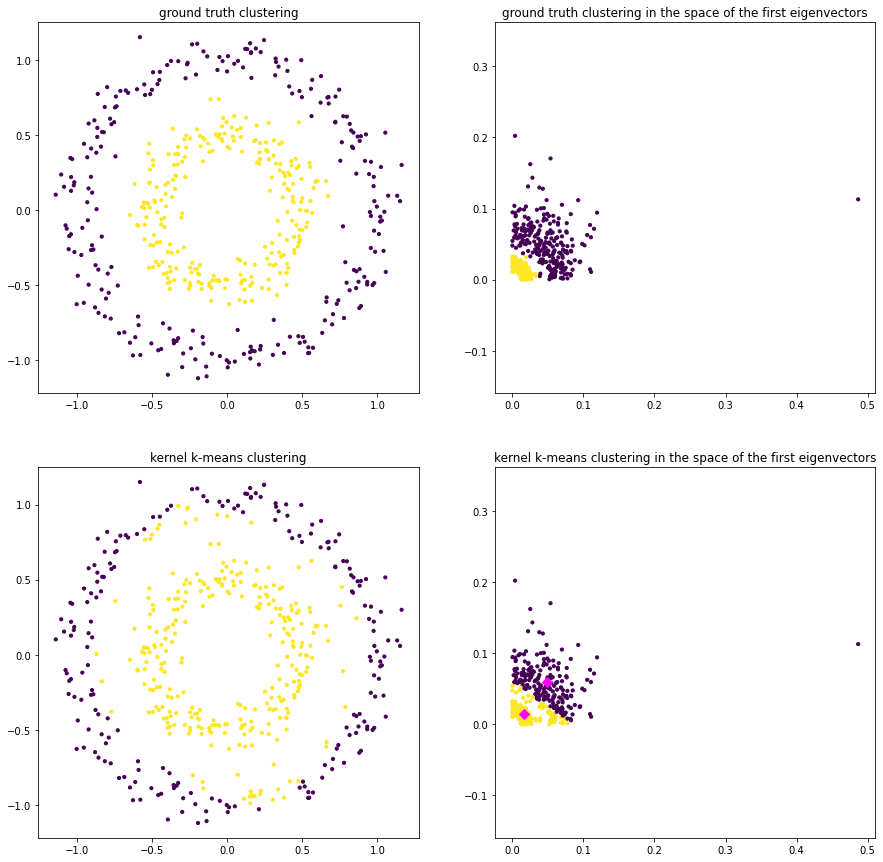 ground truth clustering
1.0
0.5
0.0
−0.5
−1.0
−1.0 −0.5 0.0 0.5 1.0
ground truth clustering in the space of the first eigenvectors
0.3
0.2
0.1
0.0
−0.1
0.0 0.1 0.2 0.3 0.4 0.5
kernel k-means clustering
1.0
0.5
0.0
−0.5
−1.0
−1.0 −0.5 0.0 0.5 1.0
kernel k-means clustering in the space of the first eigenvectors
0.3
0.2
0.1
0.0
−0.1
0.0 0.1 0.2 0.3 0.4 0.5